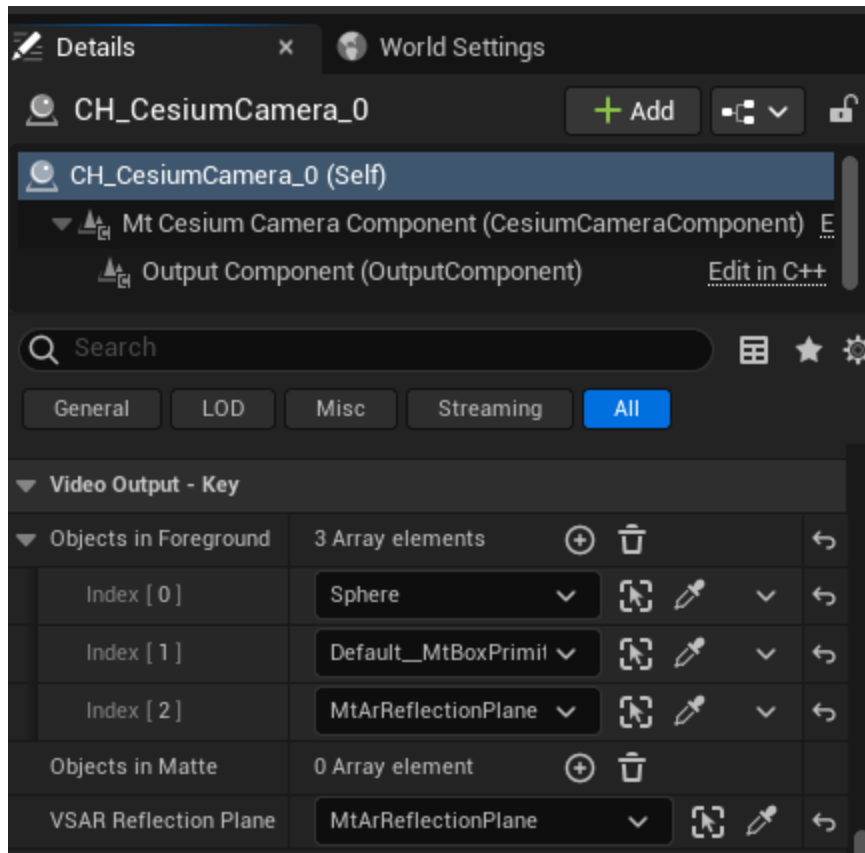 Details World Settings
CH_CesiumCamera_0 Add
CH_CesiumCamera_0 (Self)
Mt Cesium Camera Component (CesiumCameraComponent) E
Output Component (OutputComponent) Edit in C++
Search
General LOD Misc Streaming All
Video Output - Key
Objects in Foreground 3 Array elements
Index [ 0 ] Sphere
Index [ 1 ] Default__MtBoxPrimit
Index [ 2 ] MtArReflectionPlane
Objects in Matte 0 Array element
VSAR Reflection Plane MtArReflectionPlane